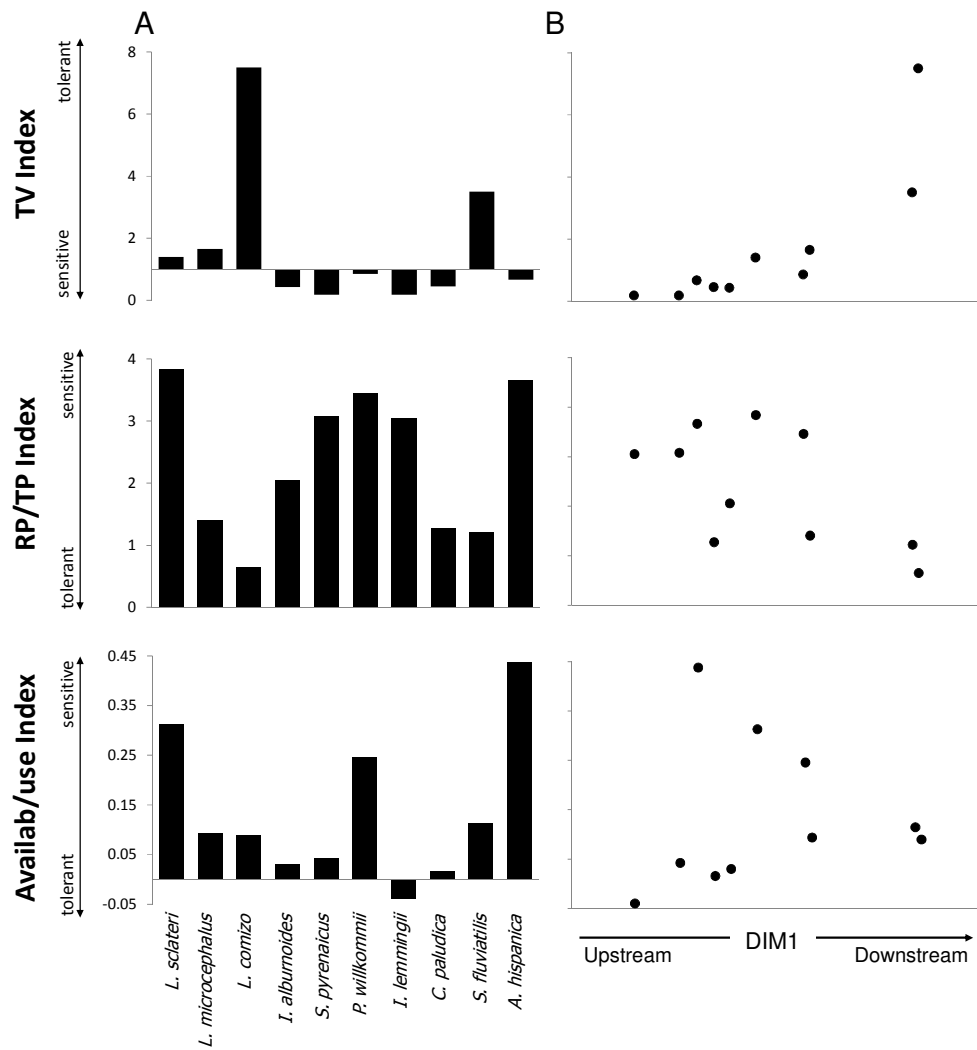 A
B
TV Index
sensitive
tolerant
8
6
4
2
0
RP/TP Index
tolerant
sensitive
4
3
2
1
0
Availab/use Index
tolerant
sensitive
0.45
0.35
0.25
0.15
0.05
-0.05
L. sclateri
L. microcephalus
L. comizo
I. alburnoides
S. pyrenaicus
P. willkommii
I. lemmingii
C. paludica
S. fluviatilis
A. hispanica
DIM1
Upstream
Downstream